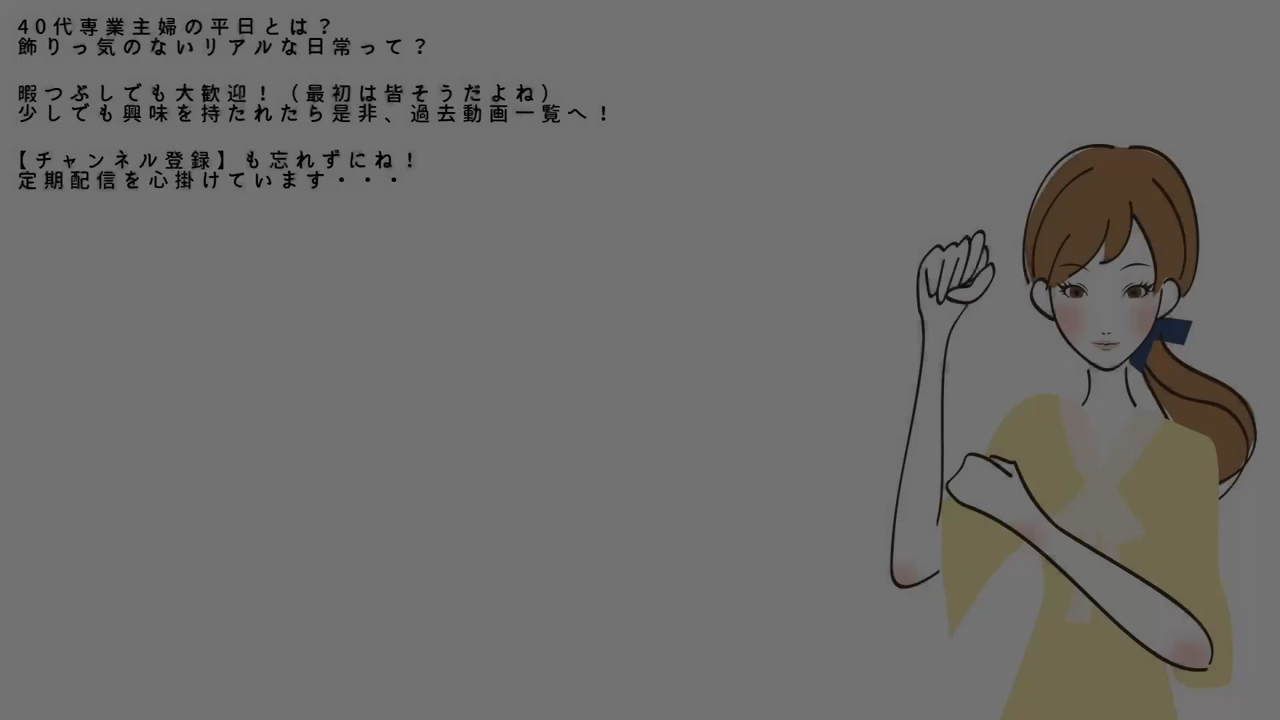 40代専業主婦の平日とは？
飾りっ気のないリアルな日常って？
暇つぶしでも大歓迎！（最初は皆そうだよね）
少しでも興味を持たれたら是非、過去動画一覧へ！
【チャンネル登録】も忘れずにね！
定期配信を心掛けています・・・